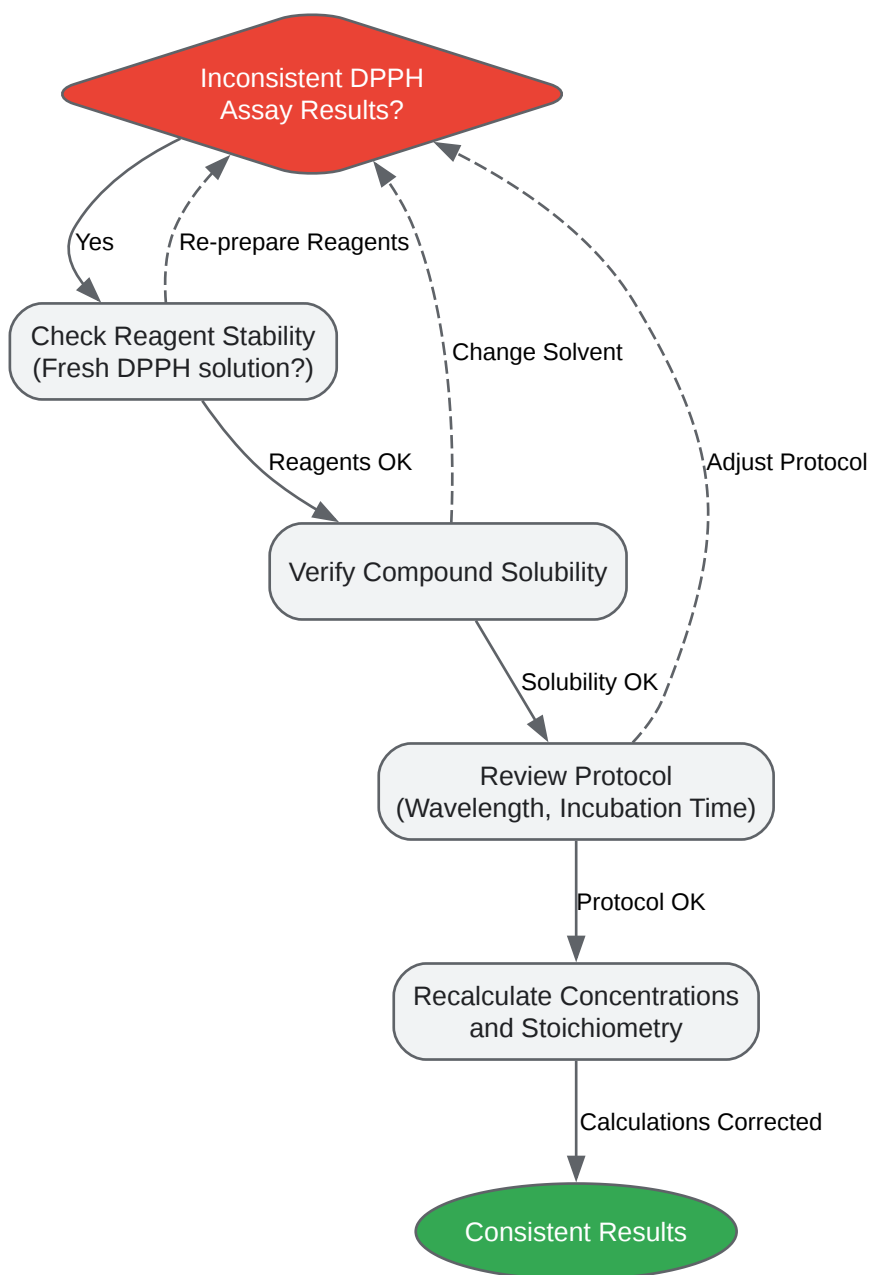 Inconsistent DPPH
Assay Results?
Yes
Re-prepare Reagents
Check Reagent Stability
(Fresh DPPH solution?)
Change Solvent
Reagents OK
Adjust Protocol
Verify Compound Solubility
Solubility OK
Review Protocol
(Wavelength, Incubation Time)
Protocol OK
Recalculate Concentrations
and Stoichiometry
Calculations Corrected
Consistent Results